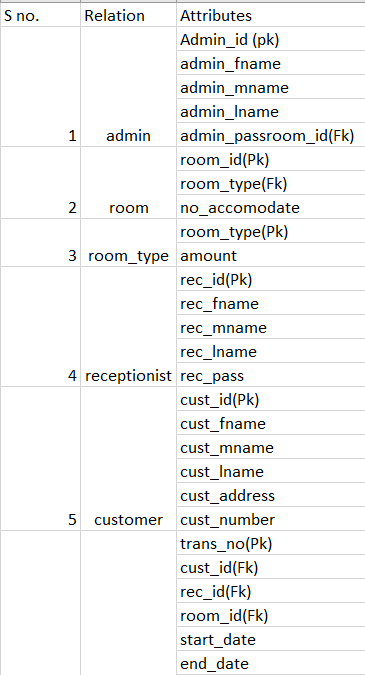 S no. Relation Attributes
Admin_id (pk)
admin_fname
admin_mname
admin_lname
1 admin admin_passroom_id(Fk)
room_id(Pk)
room_type(Fk)
2 room no_accomodate
room_type(Pk)
3 room_type amount
rec_id(Pk)
rec_fname
rec_mname
rec_lname
4 receptionist rec_pass
cust_id(Pk)
cust_fname
cust_mname
cust_lname
cust_address
5 customer cust_number
trans_no(Pk)
cust_id(Fk)
rec_id(Fk)
room_id(Fk)
start_date
end_date